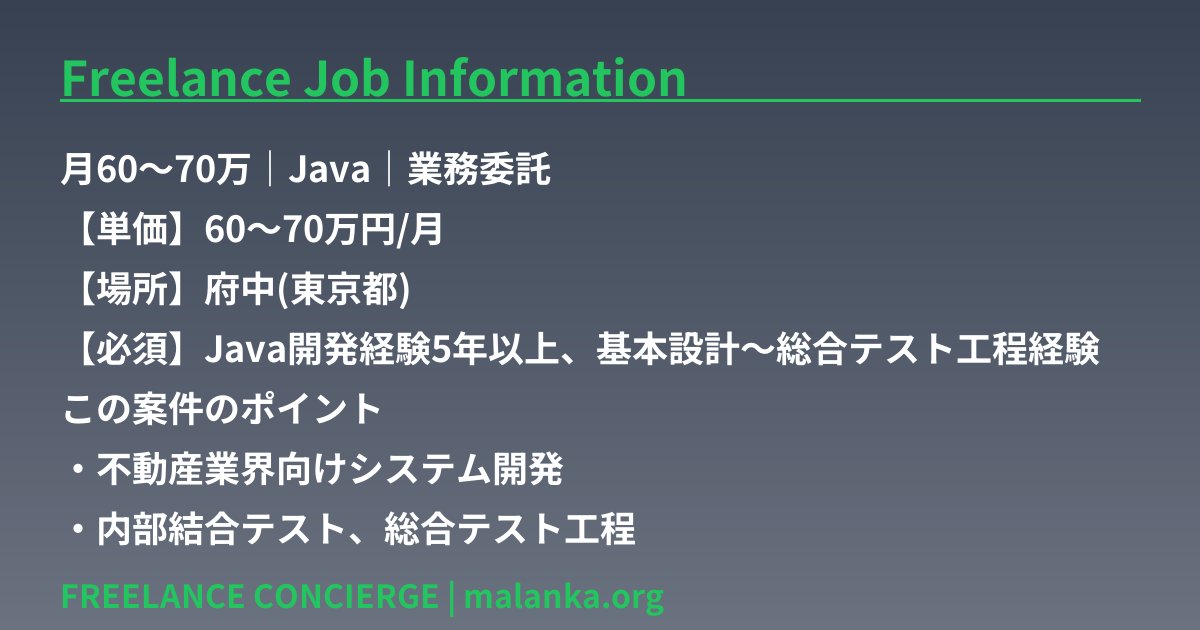 Freelance Job Information
月60〜70万｜Java｜業務委託
【単価】60〜70万円/月
【場所】府中(東京都)
【必須】Java開発経験5年以上、基本設計〜総合テスト工程経験
この案件のポイント
・不動産業界向けシステム開発
・内部結合テスト、総合テスト工程
FREELANCE CONCIERGE | malanka.org